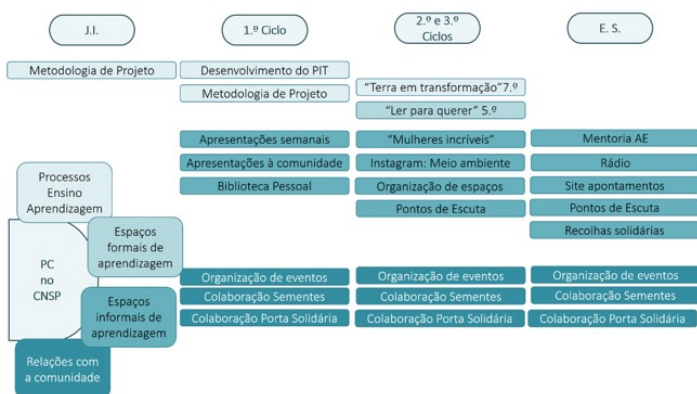 J.I.
1.º Ciclo
2.º e 3.º
Ciclos
E. S.
Metodologia de Projeto
Desenvolvimento do PIT
Metodologia de Projeto
“Terra em transformação”7.º
“Ler para querer” 5.º
Apresentações semanais
“Mulheres incríveis”
Mentoria AE
Apresentações à comunidade
Instagram: Meio ambiente
Rádio
Biblioteca Pessoal
Organização de espaços
Site apontamentos
Pontos de Escuta
Pontos de Escuta
Recolhas solidárias
Processos
Ensino
Aprendizagem
Espaços
formais de
aprendizagem
PC
no
CNSP
Espaços
informais de
aprendizagem
Relações com
a comunidade
Organização de eventos
Organização de eventos
Organização de eventos
Colaboração Sementes
Colaboração Sementes
Colaboração Sementes
Colaboração Porta Solidária
Colaboração Porta Solidária
Colaboração Porta Solidária